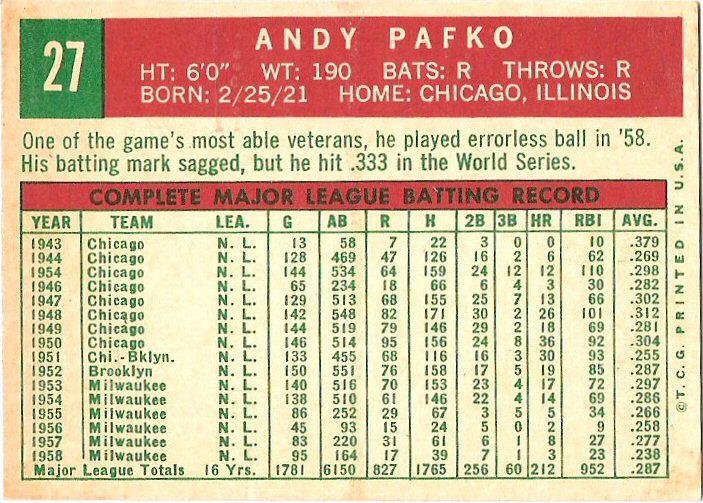 27
ANDY PAFKO
HT: 6'0" WT: 190 BATS: R THROWS: R
BORN: 2/25/21 HOME: CHICAGO, ILLINOIS
One of the game's most able veterans, he played errorless ball in '58.
His batting mark sagged, but he hit .333 in the World Series.
COMPLETE MAJOR LEAGUE BATTING RECORD
YEAR TEAM LEA. G AB R H 2B 3B HR RBI AVG.
1943 Chicago N. L. 13 58 7 22 3 0 0 10 .379
1944 Chicago N. L. 128 469 47 126 16 2 6 62 .269
1954 Chicago N. L. 144 534 64 159 24 12 12 110 .298
1946 Chicago N. L. 65 234 18 66 6 4 3 30 .282
1947 Chicago N. L. 129 513 68 155 25 7 13 66 .302
1948 Chicago N. L. 142 548 82 171 30 2 26 101 .312
1949 Chicago N. L. 144 519 79 146 29 2 18 69 .281
1950 Chicago N. L. 146 514 95 156 24 8 36 92 .304
1951 Chi.-Bklyn. N. L. 133 455 68 116 16 3 30 93 .255
1952 Brooklyn N. L. 150 551 76 158 17 5 19 85 .287
1953 Milwaukee N. L. 140 516 70 153 23 4 17 72 .297
1954 Milwaukee N. L. 138 510 61 146 22 4 14 69 .286
1955 Milwaukee N. L. 86 252 29 67 3 5 5 34 .266
1956 Milwaukee N. L. 45 93 15 24 5 0 2 9 .258
1957 Milwaukee N. L. 83 220 31 61 6 1 8 27 .277
1958 Milwaukee N. L. 95 164 17 39 7 1 3 23 .238
Major League Totals 16 Yrs. 1781 6150 827 1765 256 60 212 952 .287
©T.C.G. PRINTED IN U.S.A.